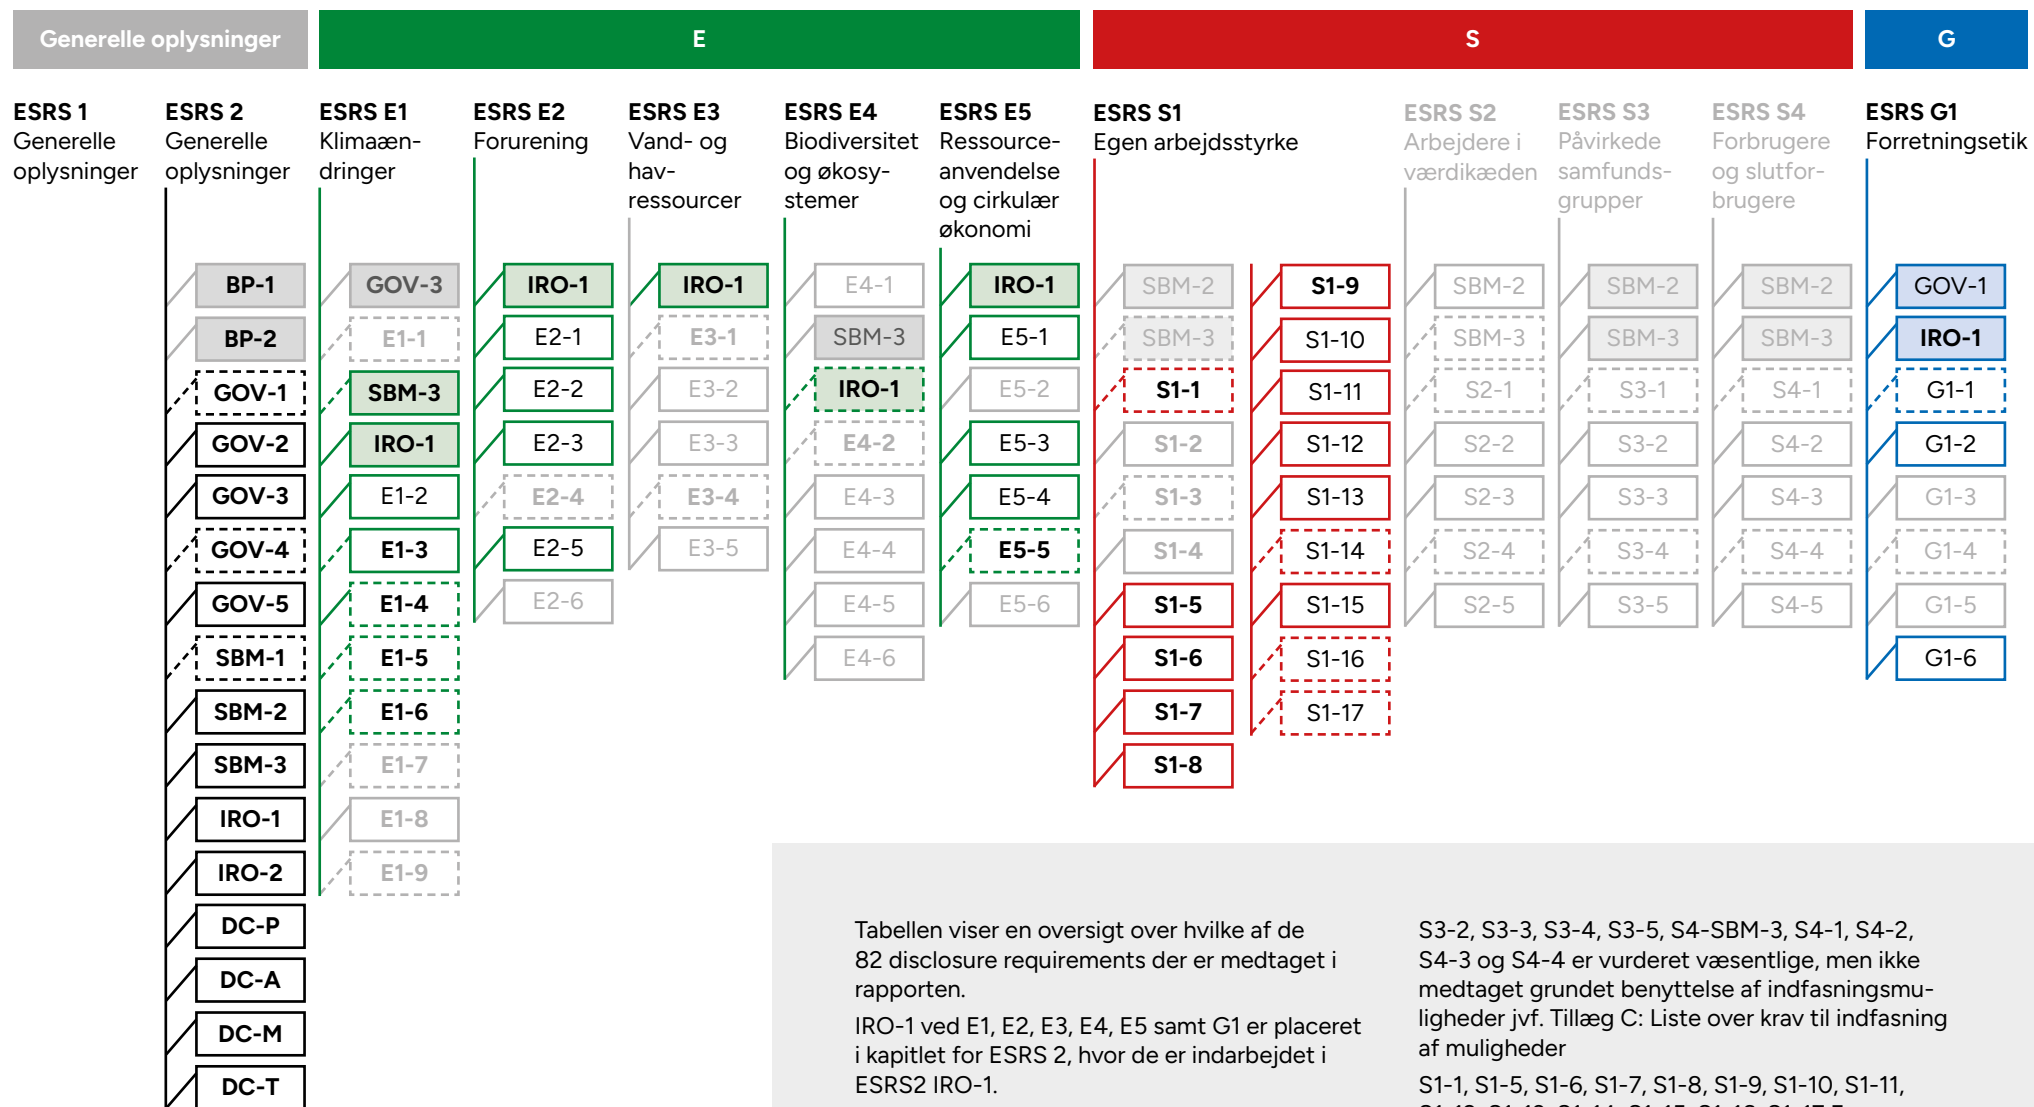 Generelle oplysninger
E
S
G
ESRS 1
Generelle
oplysninger
ESRS 2
Generelle
oplysninger
BP-1
BP-2
GOV-1
GOV-2
GOV-3
GOV-4
GOV-5
SBM-1
SBM-2
SBM-3
IRO-1
IRO-2
DC-P
DC-A
DC-M
DC-T
ESRS E1
Klimaæn-
dringer
GOV-3
E1-1
SBM-3
IRO-1
E1-2
E1-3
E1-4
E1-5
E1-6
E1-7
E1-8
E1-9
ESRS E2
Forurening
IRO-1
E2-1
E2-2
E2-3
E2-4
E2-5
E2-6
ESRS E3
Vand- og
hav-
ressourcer
IRO-1
E3-1
E3-2
E3-3
E3-4
E3-5
ESRS E4
Biodiversitet
og økosy-
stemer
E4-1
SBM-3
IRO-1
E4-2
E4-3
E4-4
E4-5
E4-6
ESRS E5
Ressource-
anvendelse
og cirkulær
økonomi
IRO-1
E5-1
E5-2
E5-3
E5-4
E5-5
E5-6
ESRS S1
Egen arbejdsstyrke
SBM-2
SBM-3
S1-1
S1-2
S1-3
S1-4
S1-5
S1-6
S1-7
S1-8
S1-9
S1-10
S1-11
S1-12
S1-13
S1-14
S1-15
S1-16
S1-17
ESRS S2
Arbejdere i
værdikæden
SBM-2
SBM-3
S2-1
S2-2
S2-3
S2-4
S2-5
ESRS S3
Påvirkede
samfunds-
grupper
SBM-2
SBM-3
S3-1
S3-2
S3-3
S3-4
S3-5
ESRS S4
Forbrugere
og slutfor-
brugere
SBM-2
SBM-3
S4-1
S4-2
S4-3
S4-4
S4-5
ESRS G1
Forretningsetik
GOV-1
IRO-1
G1-1
G1-2
G1-3
G1-4
G1-5
G1-6
Tabellen viser en oversigt over hvilke af de
82 disclosure requirements der er medtaget i
rapporten.
IRO-1 ved E1, E2, E3, E4, E5 samt G1 er placeret
i kapitlet for ESRS 2, hvor de er indarbejdet i
ESRS2 IRO-1.
S3-2, S3-3, S3-4, S3-5, S4-SBM-3, S4-1, S4-2,
S4-3 og S4-4 er vurderet væsentlige, men ikke
medtaget grundet benyttelse af indfasningsmu-
ligheder jvf. Tillæg C: Liste over krav til indfasning
af muligheder
S1-1, S1-5, S1-6, S1-7, S1-8, S1-9, S1-10, S1-11,